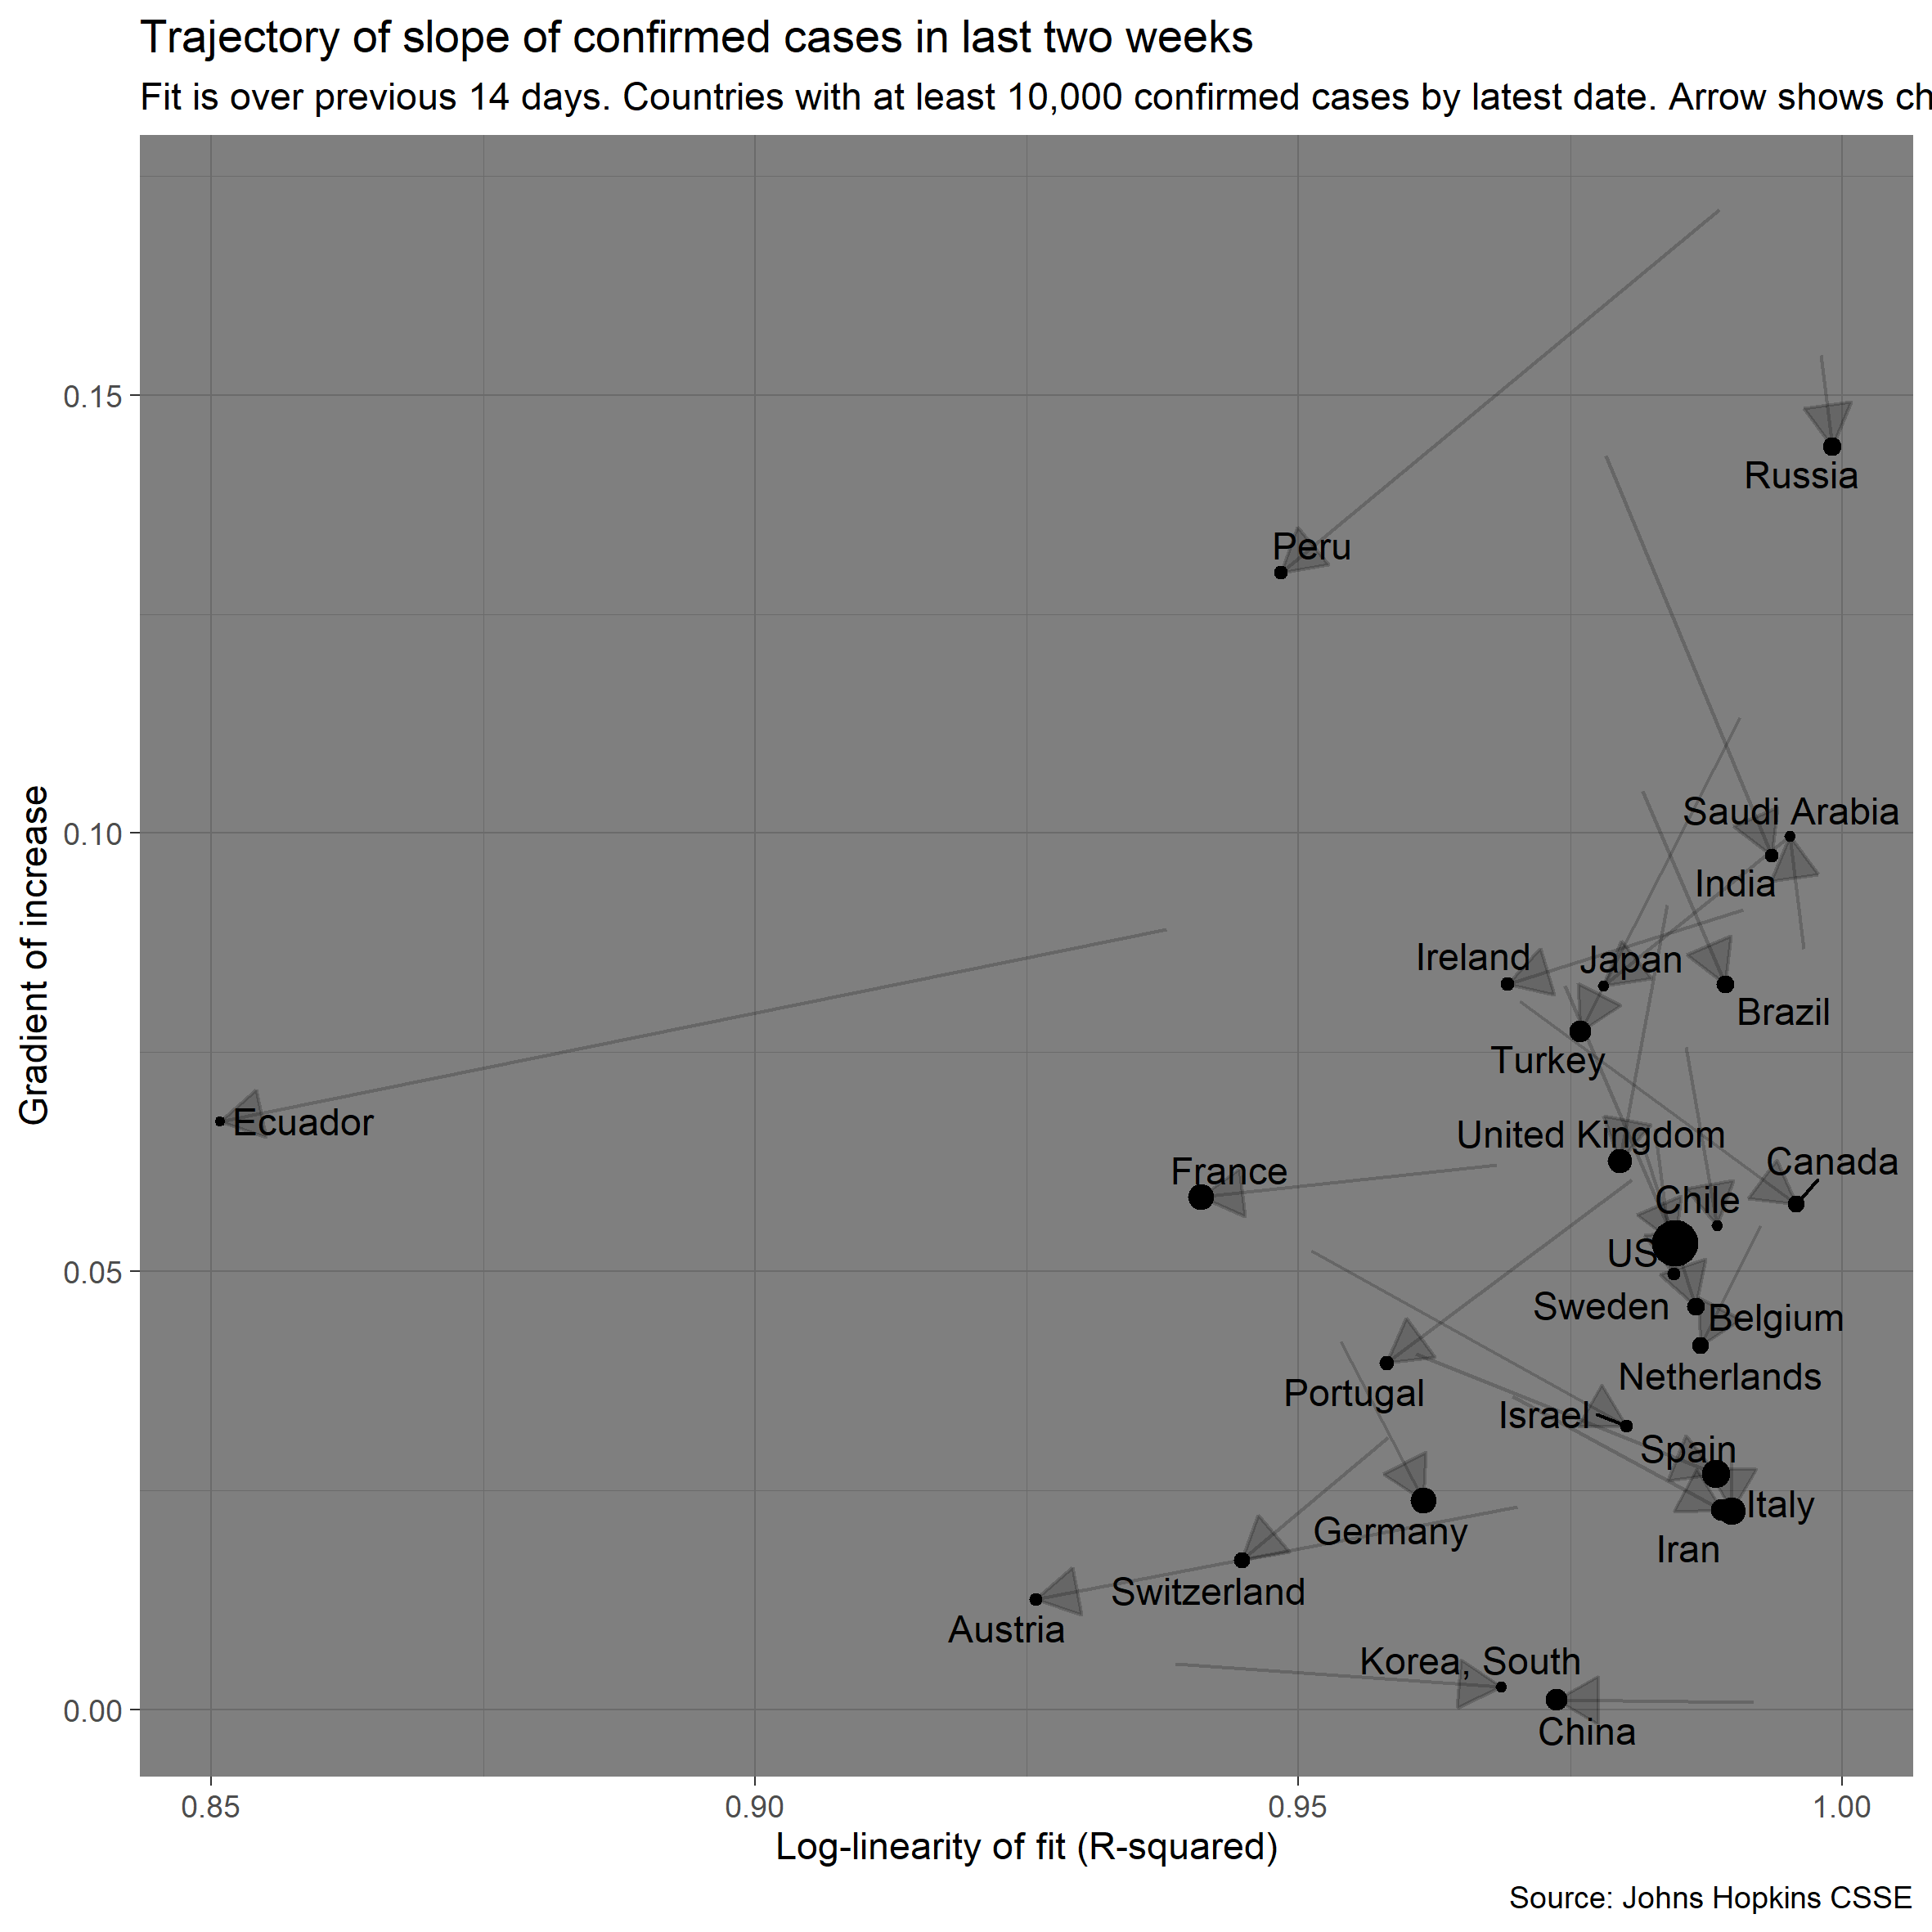 Trajectory of slope of confirmed cases in last two weeks
Fit is over previous 14 days. Countries with at least 10,000 confirmed cases by latest date. Arrow shows ch
Gradient of increase
0.15
0.10
0.05
0.00
Russia
Peru
Saudi Arabia
India
Ireland
Japan
Brazil
Turkey
Ecuador
United Kingdom
France
Canada
Chile
US
Sweden
Belgium
Netherlands
Portugal
Israel
Spain
Italy
Germany
Iran
Switzerland
Austria
Korea, South
China
0.85
0.90
0.95
1.00
Log-linearity of fit (R-squared)
Source: Johns Hopkins CSSE